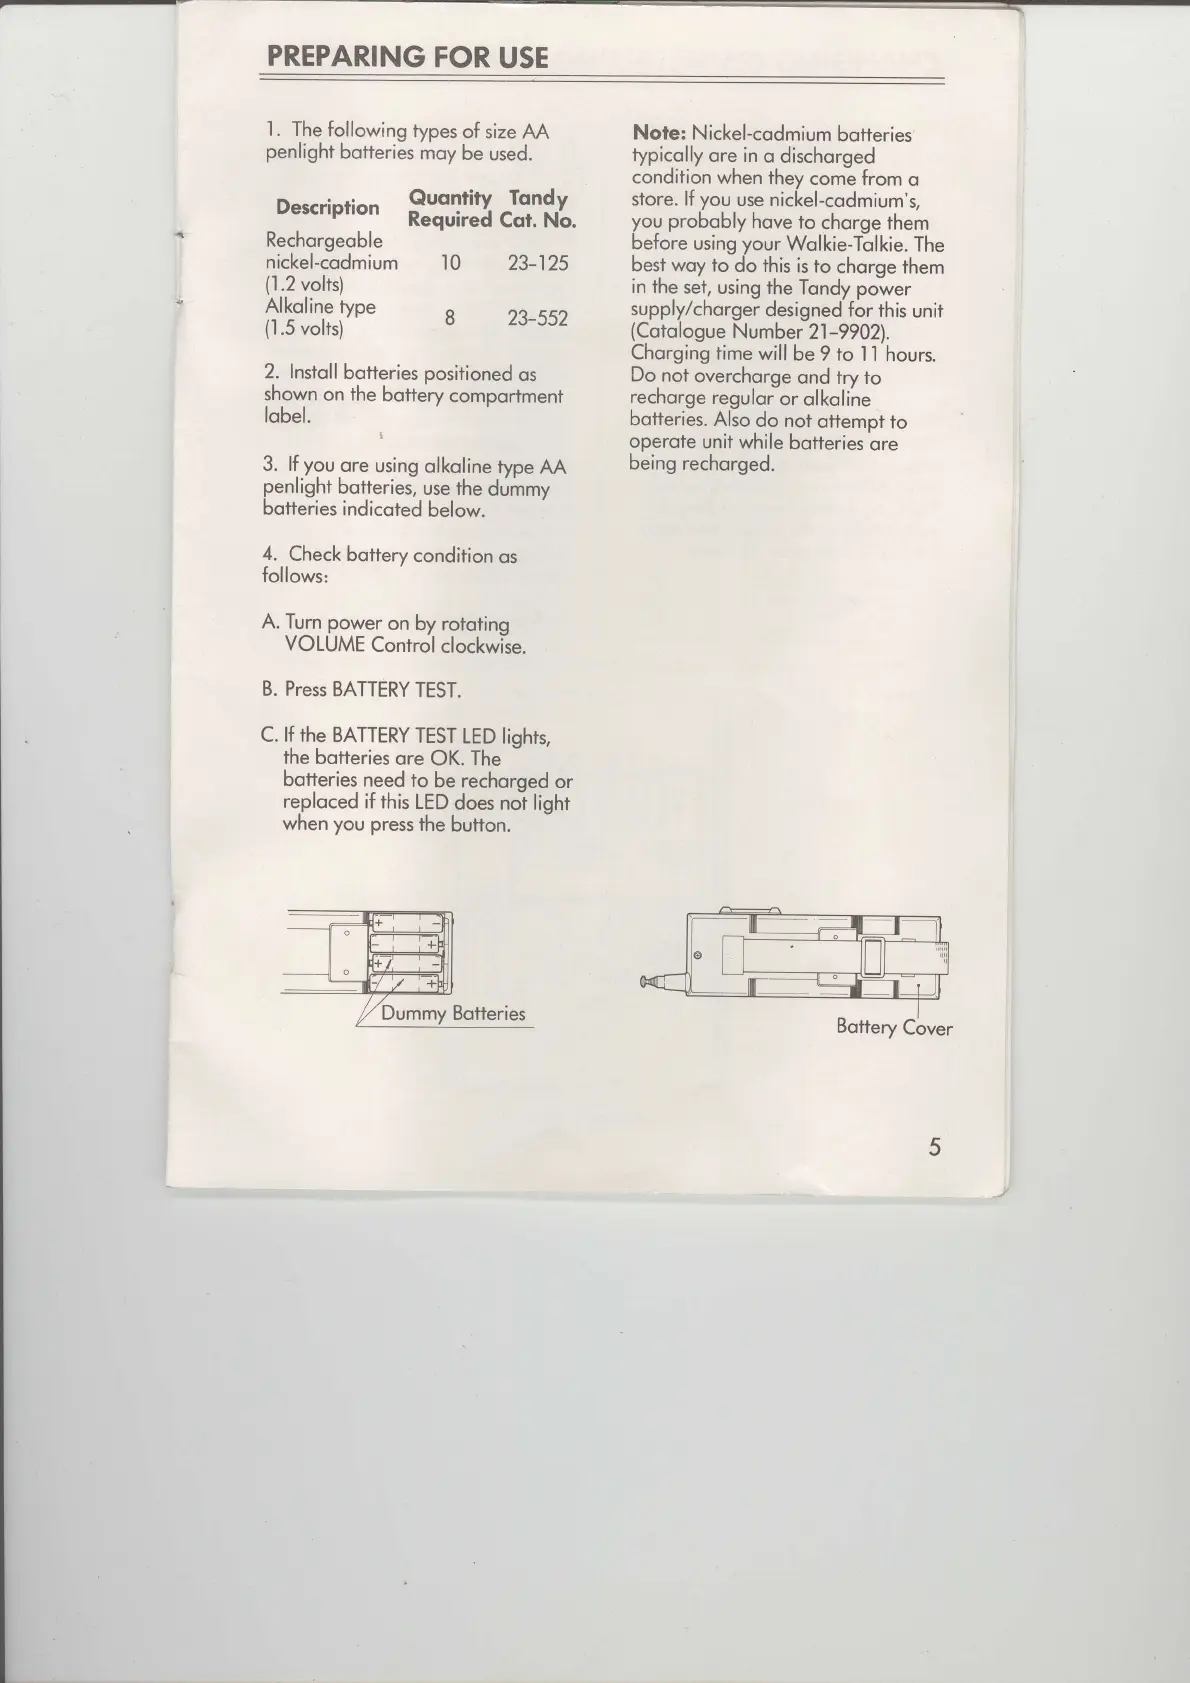 PREPARING FOR USE
1. The following types of size AA
penlight batteries may be used.
Description Quantity Required Tandy Cat. No.
Rechargeable
nickel-cadmium 10 23-125
(1.2 volts)
Alkaline type
(1.5 volts) 8 23-552
2. Install batteries positioned as
shown on the battery compartment
label.
3. If you are using alkaline type AA
penlight batteries, use the dummy
batteries indicated below.
4. Check battery condition as
follows:
A. Turn power on by rotating
VOLUME Control clockwise.
B. Press BATTERY TEST.
C. If the BATTERY TEST LED lights,
the batteries are OK. The
batteries need to be recharged or
replaced if this LED does not light
when you press the button.
Note: Nickel-cadmium batteries
typically are in a discharged
condition when they come from a
store. If you use nickel-cadmium's,
you probably have to charge them
before using your Walkie-Talkie. The
best way to do this is to charge them
in the set, using the Tandy power
supply/charger designed for this unit
(Catalogue Number 21-9902).
Charging time will be 9 to 11 hours.
Do not overcharge and try to
recharge regular or alkaline
batteries. Also do not attempt to
operate unit while batteries are
being recharged.
+ -
- +
+ -
- +
Dummy Batteries
Battery Cover
5